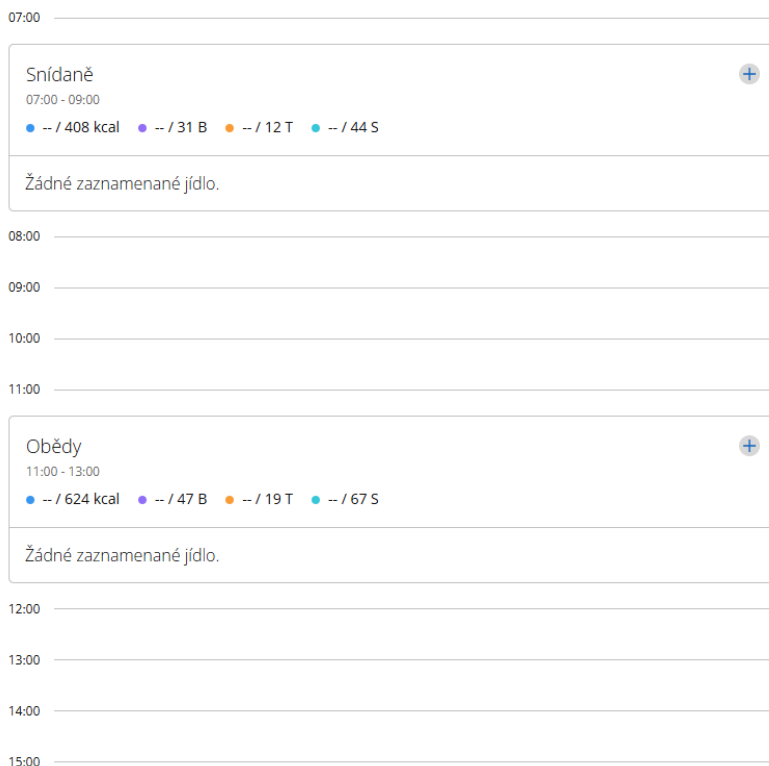 07:00
Snídaně
07:00 - 09:00
-- / 408 kcal -- / 31 B -- / 12 T -- / 44 S
Žádné zaznamenané jídlo.
08:00
09:00
10:00
11:00
Obědy
11:00 - 13:00
-- / 624 kcal -- / 47 B -- / 19 T -- / 67 S
Žádné zaznamenané jídlo.
12:00
13:00
14:00
15:00